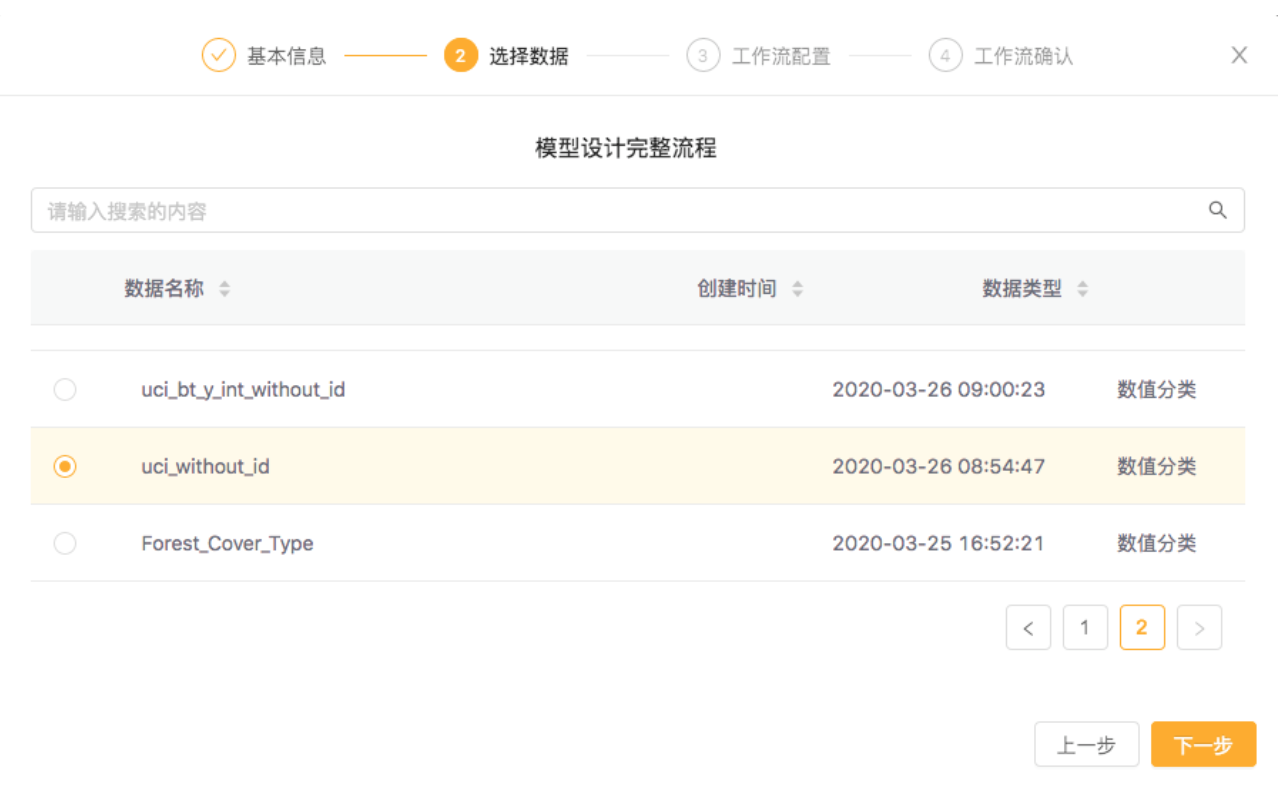 基本信息 2 选择数据 3 工作流配置 4 工作流确认
模型设计完整流程
请输入搜索的内容
数据名称 创建时间 数据类型
uci_bt_y_int_without_id 2020-03-26 09:00:23 数值分类
uci_without_id 2020-03-26 08:54:47 数值分类
Forest_Cover_Type 2020-03-25 16:52:21 数值分类
< 1 2 >
上一步 下一步